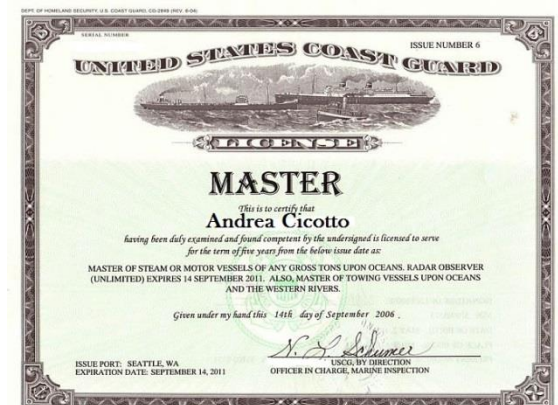 DEPT. OF HOMELAND SECURITY, U.S. COAST GUARD, CG-2849 (REV. 6-04)
SERIAL NUMBER
ISSUE NUMBER 6
UNITED STATES COAST GUARD
LICENSE
MASTER
This is to certify that
Andrea Cicotto
having been duly examined and found competent by the undersigned is licensed to serve
for the term of five years from the below issue date as:
MASTER OF STEAM OR MOTOR VESSELS OF ANY GROSS TONS UPON OCEANS. RADAR OBSERVER
(UNLIMITED) EXPIRES 14 SEPTEMBER 2011. ALSO, MASTER OF TOWING VESSELS UPON OCEANS
AND THE WESTERN RIVERS.
Given under my hand this 14th day of September 2006.
N. L. Schumer
ISSUE PORT: SEATTLE, WA
USCG, BY DIRECTION
EXPIRATION DATE: SEPTEMBER 14, 2011
OFFICER IN CHARGE, MARINE INSPECTION